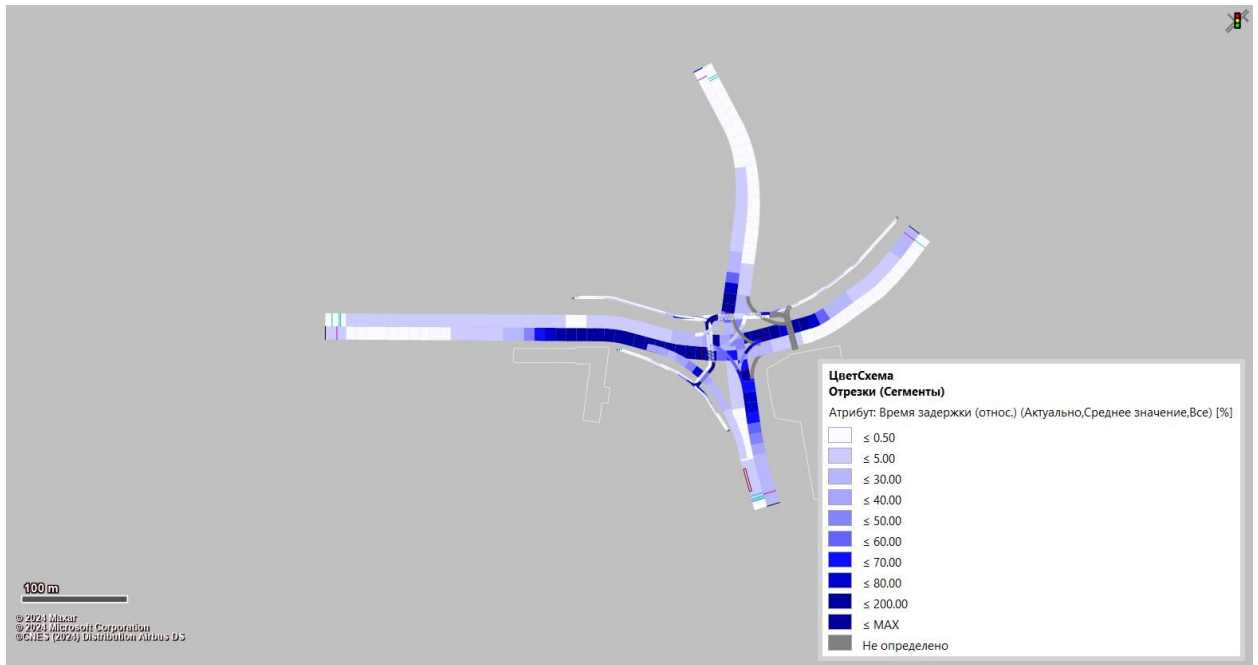 ЦветСхема
Отрезки (Сегменты)
Атрибут: Время задержки (относ.) (Актуально,Среднее значение,Все) [%]
≤ 0.50
≤ 5.00
≤ 30.00
≤ 40.00
≤ 50.00
≤ 60.00
≤ 70.00
≤ 80.00
≤ 200.00
≤ MAX
Не определено
100 m
© 2024 Maxar
© 2024 Microsoft Corporation
©CNES (2024) Distribution Airbus DS